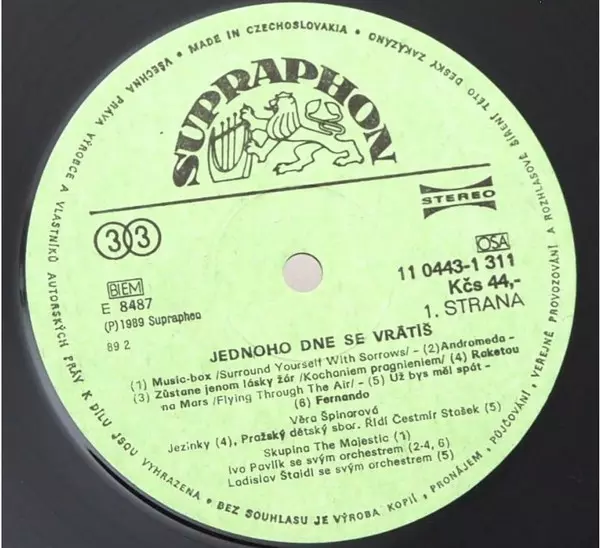 VŠECHNA PRÁVA VÝROBCE A VLASTNÍKŮ AUTORSKÝCH PRÁV K DÍLU JSOU VYHRAZENA • BEZ SOUHLASU JE VÝROBA KOPIÍ, PRONÁJEM, PŮJČOVÁNÍ, VEŘEJNÉ PROVOZOVÁNÍ A ROZHLASOVÉ ŠÍŘENÍ TÉTO DESKY ZAKÁZÁNO • MADE IN CZECHOSLOVAKIA •
SUPRAPHON
STEREO
33
OSA
BIEM
11 0443-1 311
E 8487
Kčs 44,-
(P)1989 Supraphon
1. STRANA
89 2
JEDNOHO DNE SE VRÁTÍŠ
(1) Music-box /Surround Yourself With Sorrows/ - (2)Andromeda -
(3) Zůstane jenom lásky žár /Kochaniem pragnieniem/ (4) Raketou
na Mars /Flying Through The Air/ - (5) Už bys měl spát -
(6) Fernando
Věra Špinarová
Jezinky (4), Pražský dětský sbor. Řídí Čestmír Stašek (5)
Skupina The Majestic (1)
Ivo Pavlík se svým orchestrem (2-4, 6)
Ladislav Štaidl se svým orchestrem (5)